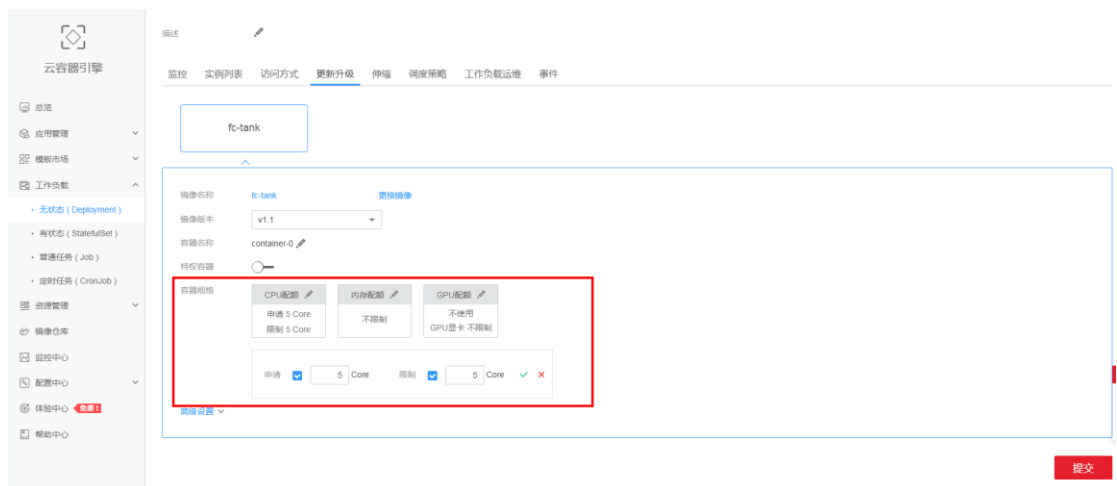 云容器引擎
总览
应用管理
模板市场
工作负载
无状态 ( Deployment )
有状态 ( StatefulSet )
普通任务 ( Job )
定时任务 ( CronJob )
资源管理
镜像仓库
监控中心
配置中心
体验中心 免费!
帮助中心
描述
监控 实例列表 访问方式 更新升级 伸缩 调度策略 工作负载运维 事件
fc-tank
镜像名称 fc-tank 更换镜像
镜像版本 v1.1
容器名称 container-0
特权容器
容器规格 CPU配额 内存配额 GPU配额
申请 5 Core 不限制 不使用
限制 5 Core GPU显卡 不限制
申请 5 Core 限制 5 Core
高级设置
提交